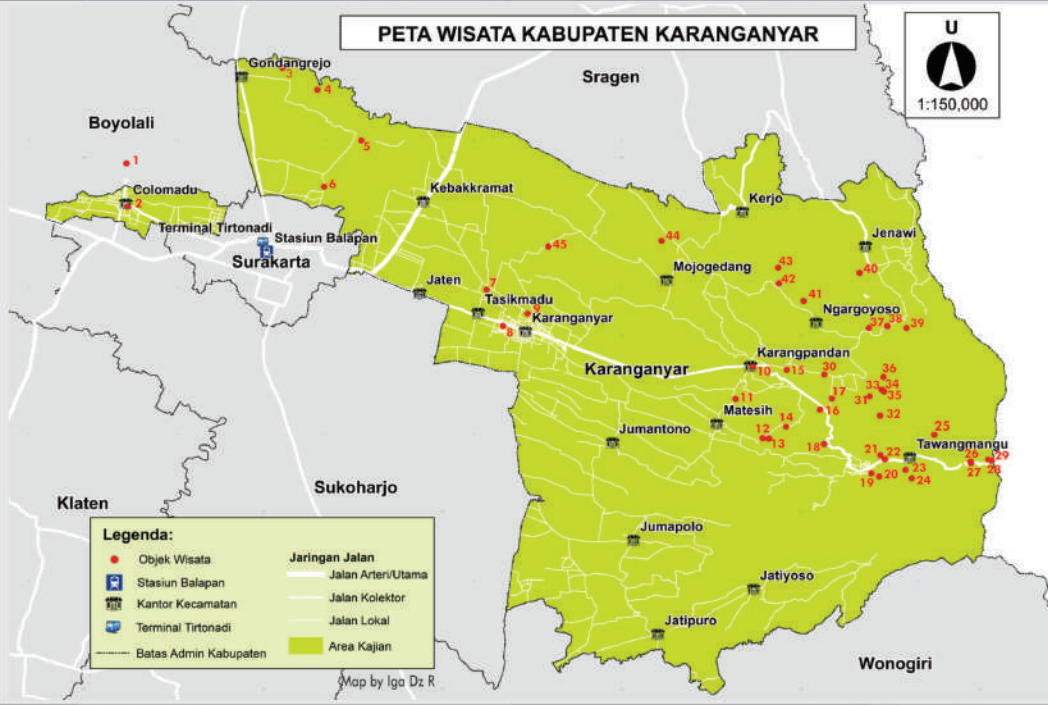 PETA WISATA KABUPATEN KARANGANYAR
U
1:150,000
Sragen
Gondangrejo
3
4
Boyolali
5
1
6
Colomadu
2
Kebakkramat
Kerjo
Terminal Tirtonadi
Stasiun Balapan
Surakarta
45
44
Jenawi
43
42
40
Mojogedang
Jaten
7
41
Tasikmadu
9
Ngargoyoso
8
Karanganyar
37
38
39
Karangpandan
Karanganyar
10
15
30
36
11
17
33
34
31
35
Matesih
16
32
14
Jumantono
12
13
18
25
Tawangmangu
21
22
26
29
27
28
19
20
23
24
Klaten
Sukoharjo
Jumapolo
Jatiyoso
Jatipuro
Wonogiri
Legenda:
Objek Wisata
Stasiun Balapan
Kantor Kecamatan
Terminal Tirtonadi
Batas Admin Kabupaten
Jaringan Jalan
Jalan Arteri/Utama
Jalan Kolektor
Jalan Lokal
Area Kajian
Map by Iga Dz R